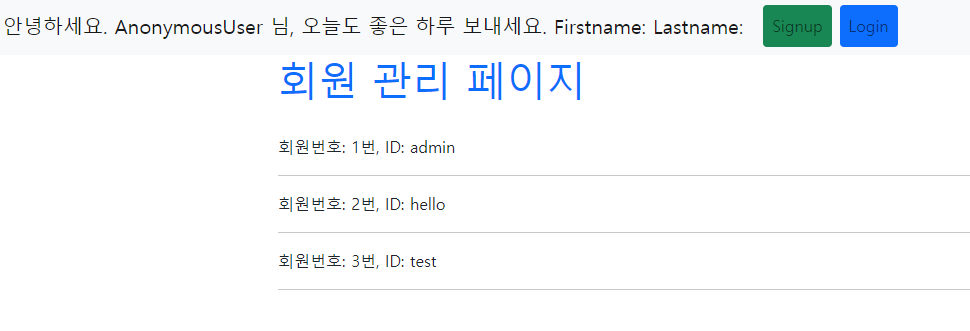 안녕하세요. AnonymousUser 님, 오늘도 좋은 하루 보내세요. Firstname: Lastname: Signup Login
회원 관리 페이지
회원번호: 1번, ID: admin
회원번호: 2번, ID: hello
회원번호: 3번, ID: test